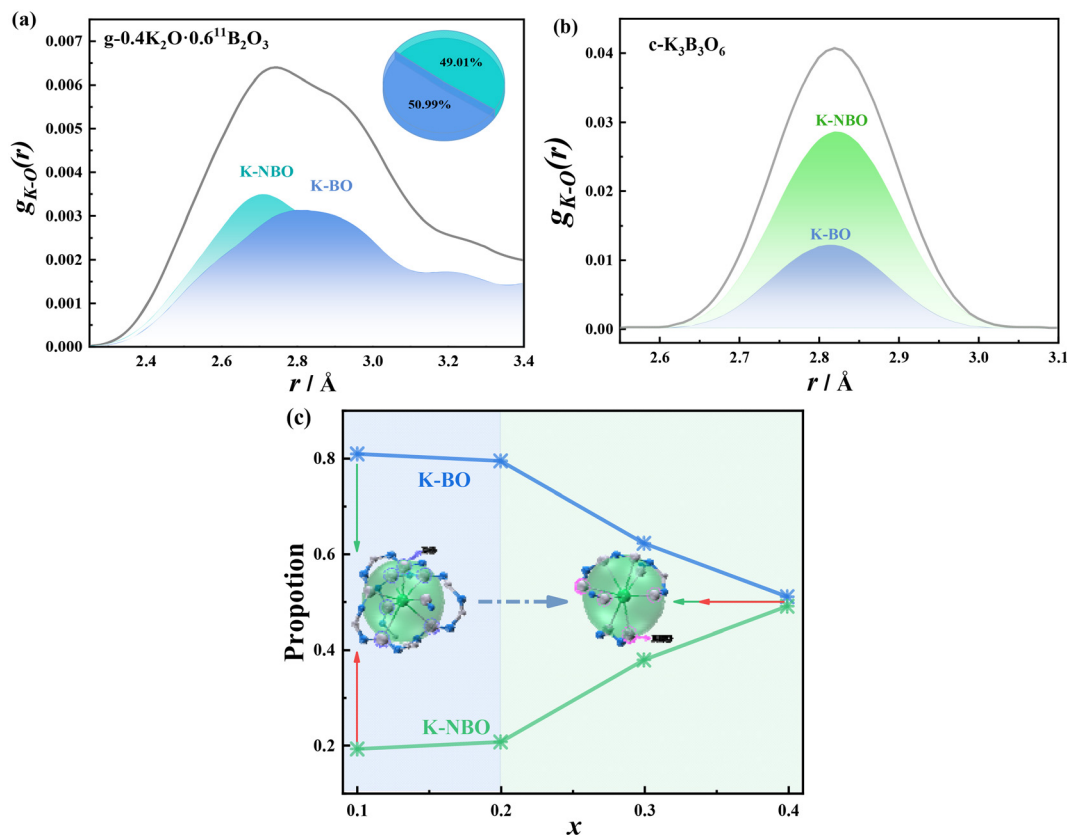 (a)
g-0.4K₂O·0.6¹¹B₂O₃
0.007
0.006
0.005
0.004
0.003
0.002
0.001
0.000
g_K-O(r)
49.01%
50.99%
K-NBO
K-BO
2.4
2.6
2.8
3.0
3.2
3.4
r / Å
(b)
c-K₃B₃O₆
0.04
0.03
0.02
0.01
0.00
g_K-O(r)
K-NBO
K-BO
2.6
2.7
2.8
2.9
3.0
3.1
r / Å
(c)
0.8
0.6
0.4
0.2
Propotion
K-BO
K-NBO
0.1
0.2
0.3
0.4
x